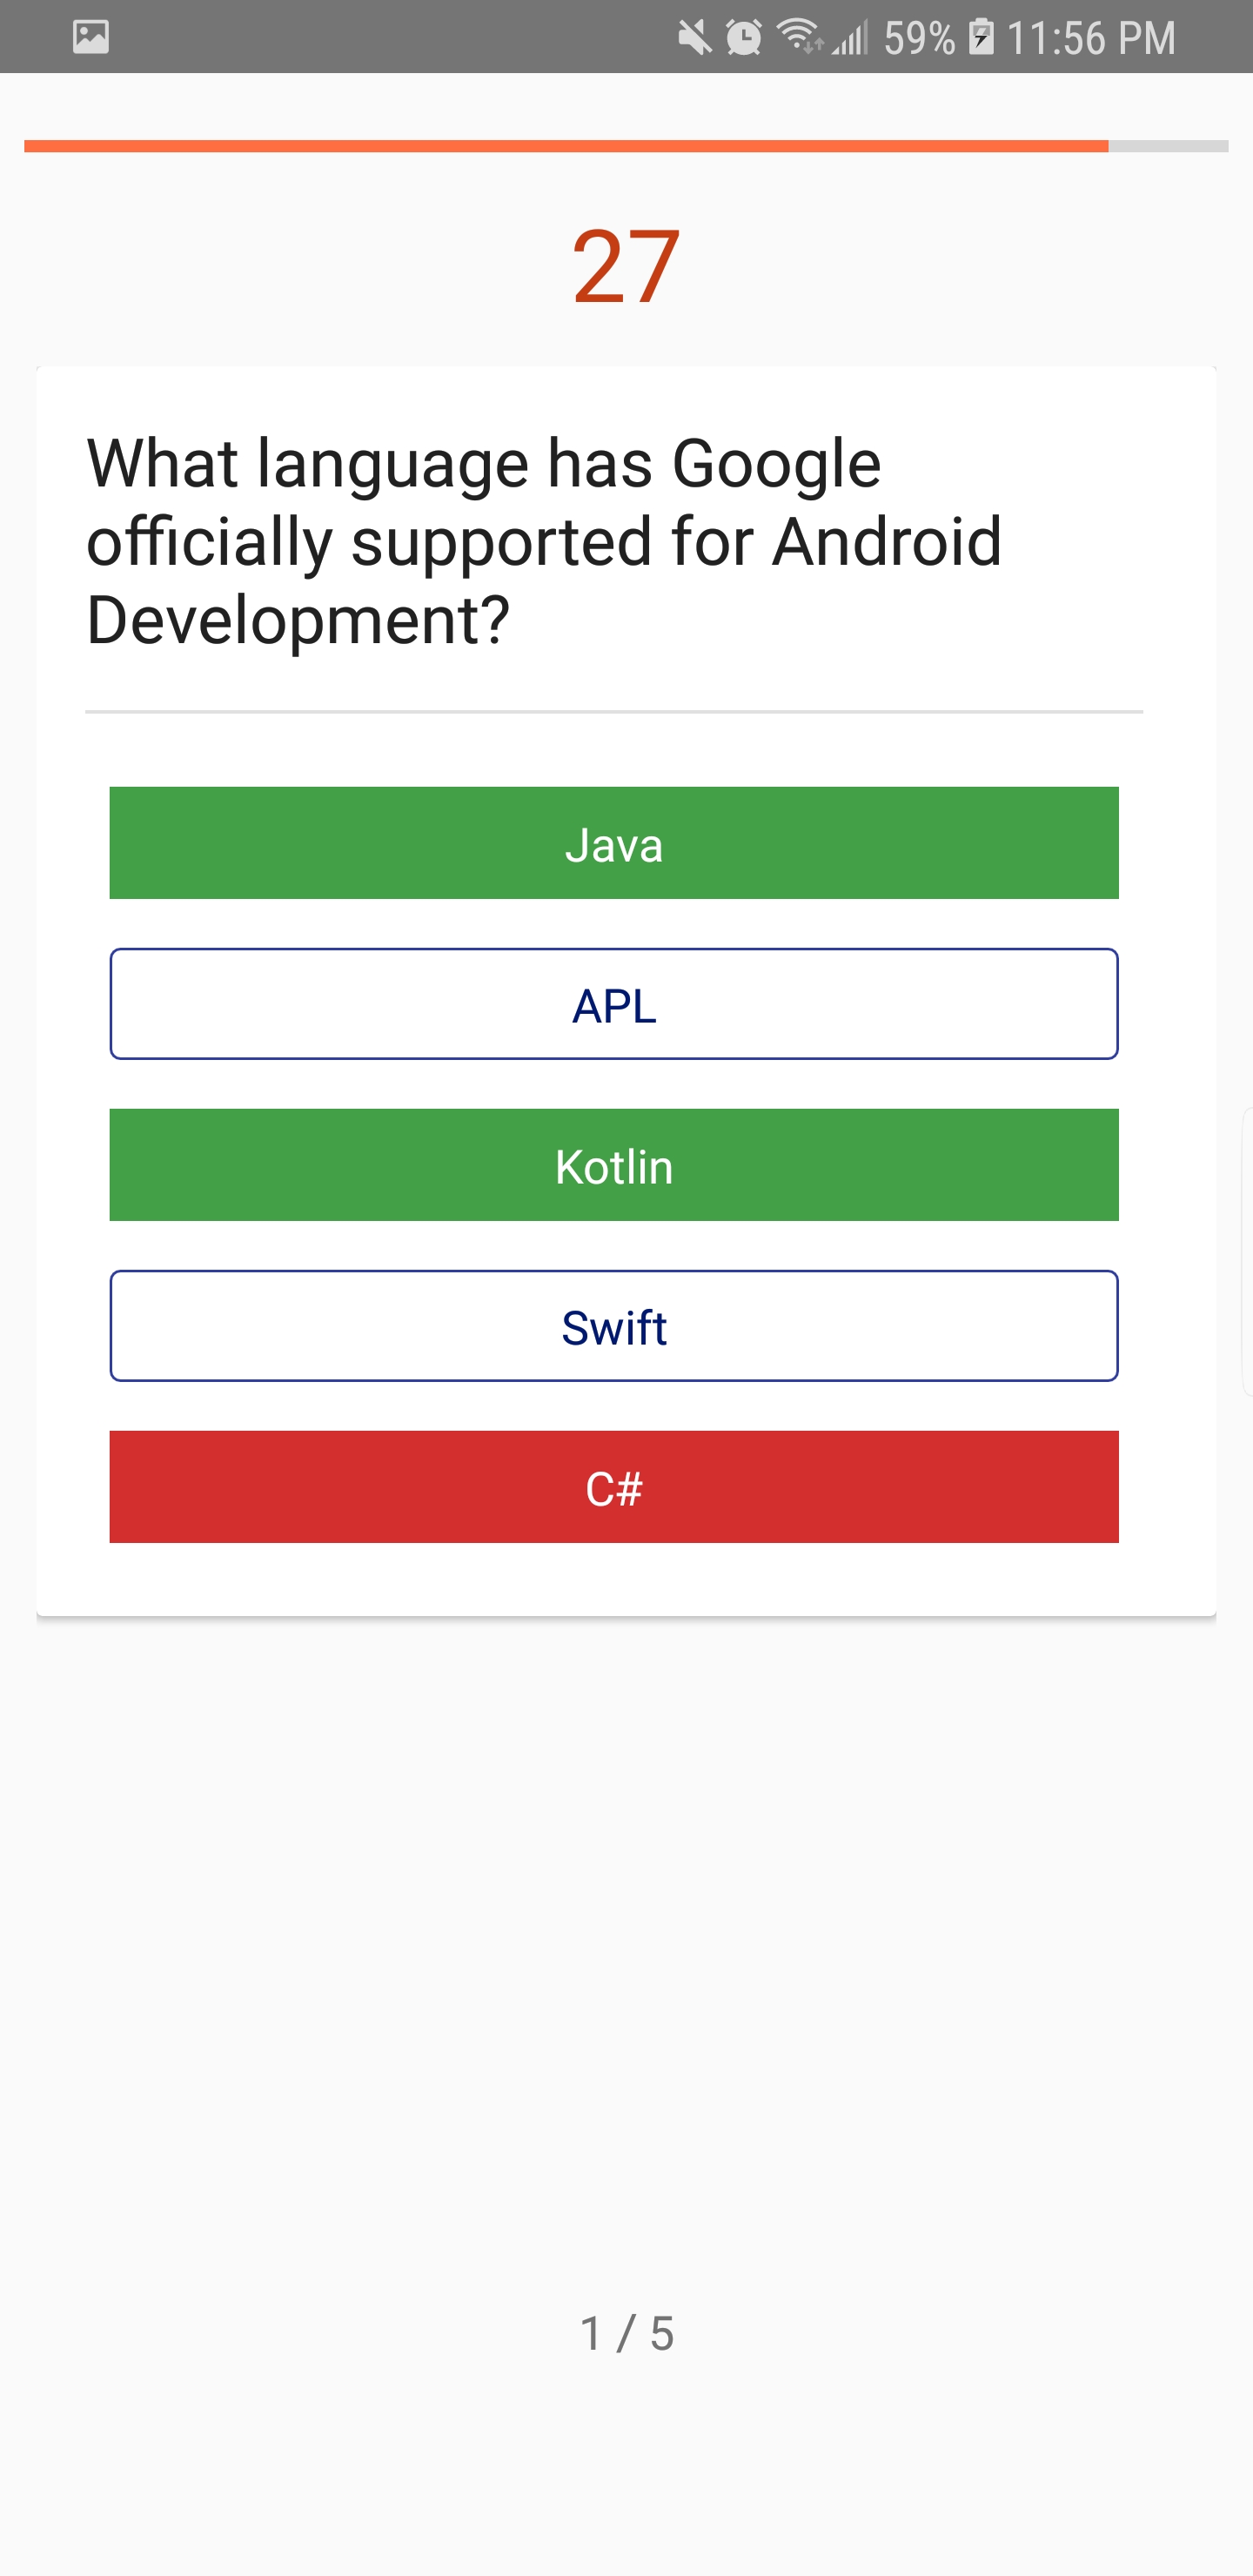 59% 11:56 PM
27
What language has Google
officially supported for Android
Development?
Java
APL
Kotlin
Swift
C#
1 / 5